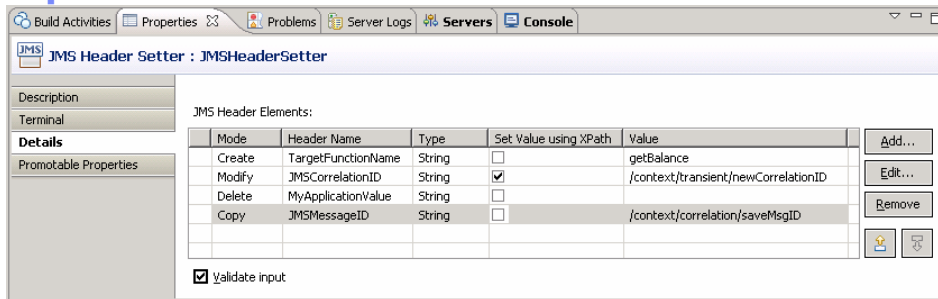 Build Activities Properties Problems Server Logs Servers Console
JMS JMS Header Setter : JMSHeaderSetter
Description
Terminal
Details
Promotable Properties
JMS Header Elements:
Mode Header Name Type Set Value using XPath Value
Create TargetFunctionName String getBalance
Modify JMSCorrelationID String /context/transient/newCorrelationID
Delete MyApplicationValue String
Copy JMSMessageID String /context/correlation/saveMsgID
Add...
Edit...
Remove
Validate input